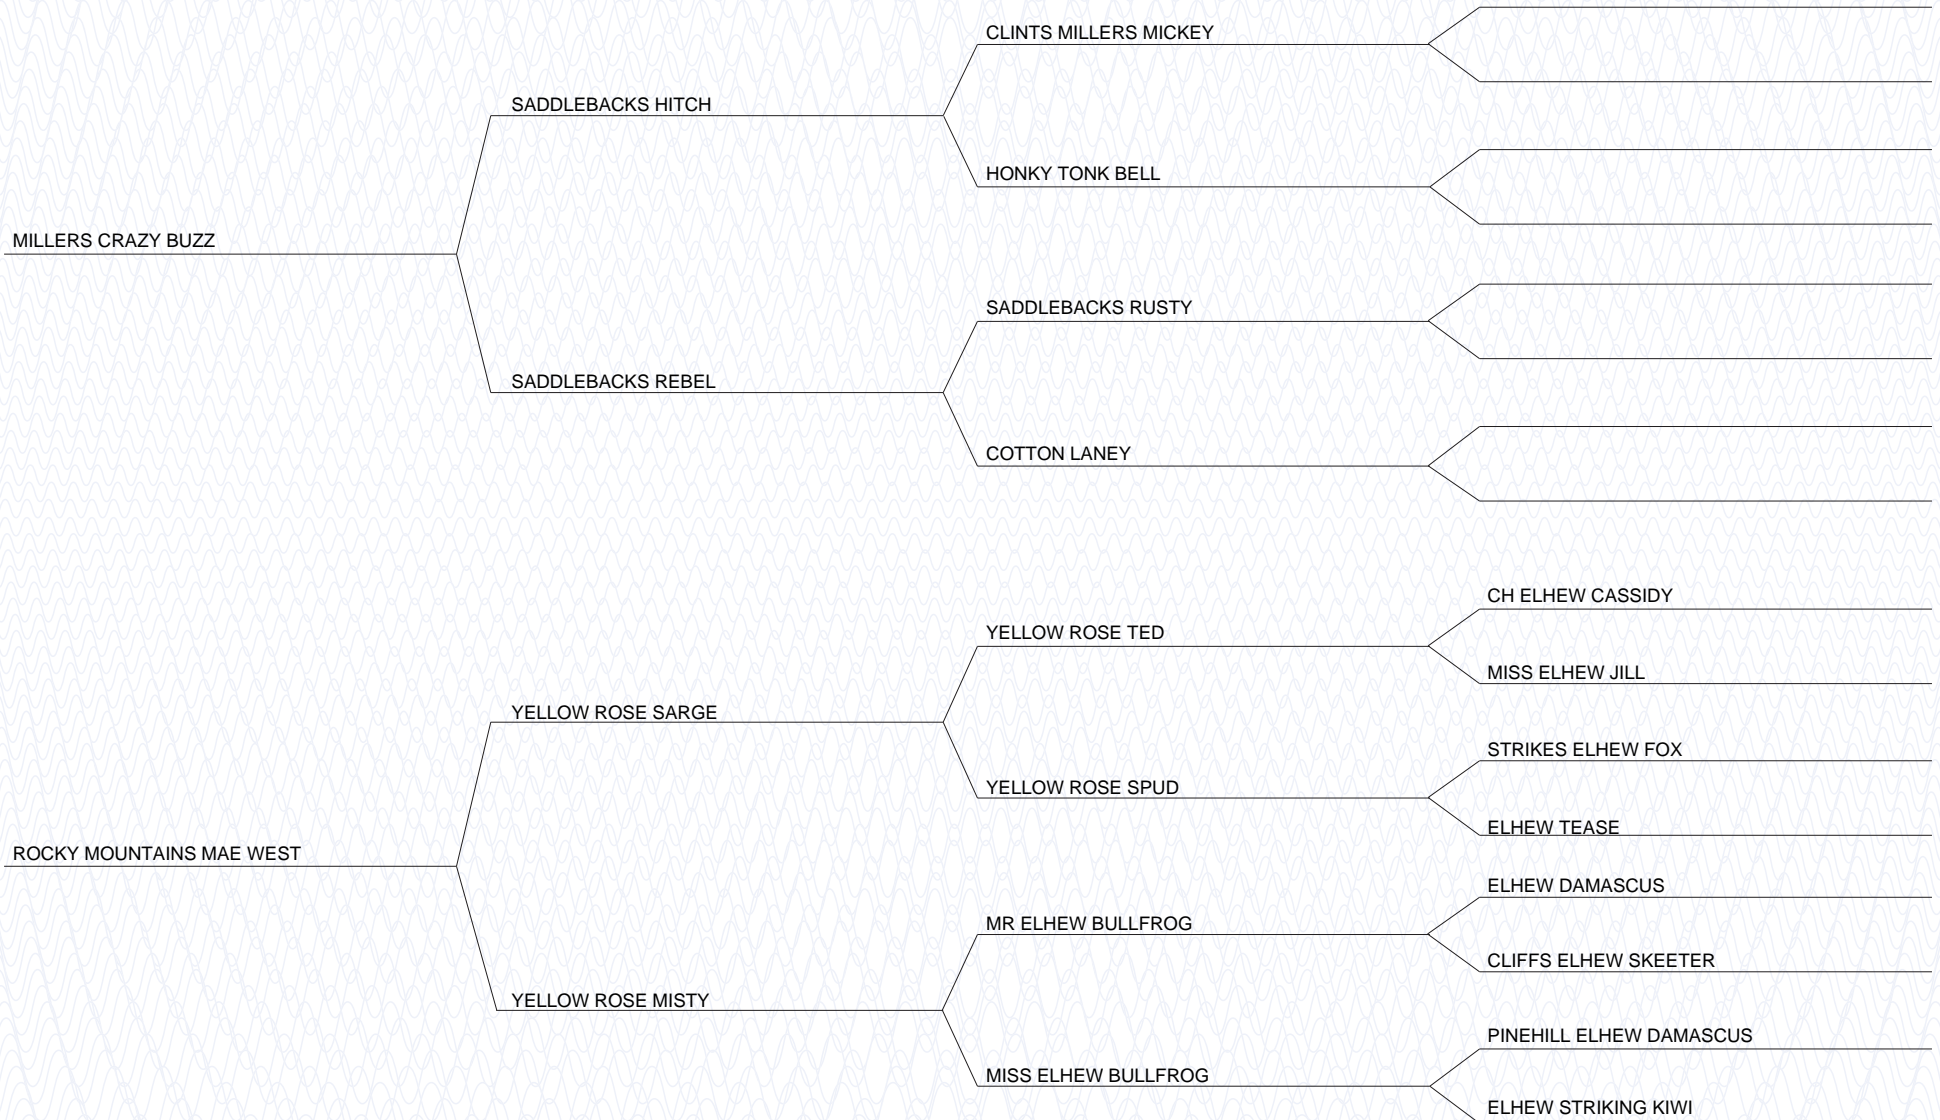 CLINTS MILLERS MICKEY
SADDLEBACKS HITCH
HONKY TONK BELL
MILLERS CRAZY BUZZ
SADDLEBACKS RUSTY
SADDLEBACKS REBEL
COTTON LANEY
CH ELHEW CASSIDY
YELLOW ROSE TED
MISS ELHEW JILL
YELLOW ROSE SARGE
STRIKES ELHEW FOX
YELLOW ROSE SPUD
ELHEW TEASE
ROCKY MOUNTAINS MAE WEST
ELHEW DAMASCUS
MR ELHEW BULLFROG
CLIFFS ELHEW SKEETER
YELLOW ROSE MISTY
PINEHILL ELHEW DAMASCUS
MISS ELHEW BULLFROG
ELHEW STRIKING KIWI